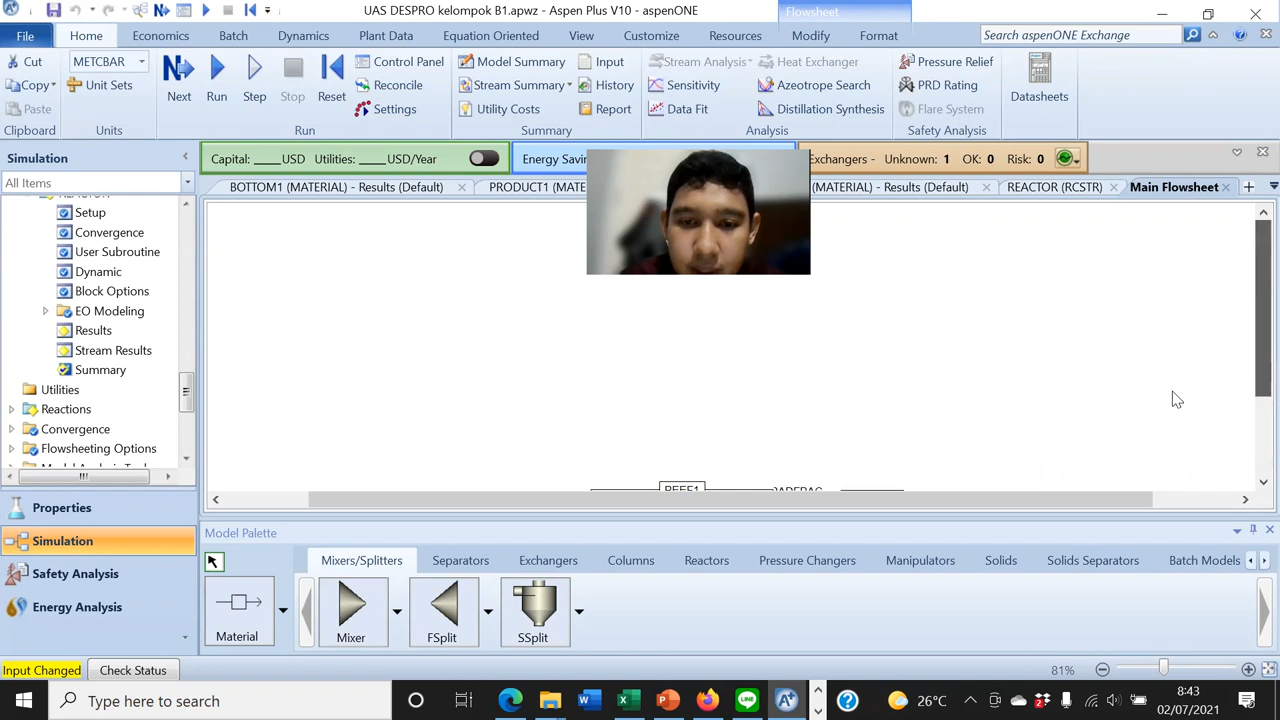 UAS DESPRO kelompok B1.apwz - Aspen Plus V10 - aspenONE
Flowsheet
File
Home
Economics
Batch
Dynamics
Plant Data
Equation Oriented
View
Customize
Resources
Modify
Format
Search aspenONE Exchange
Cut
Copy
Paste
Clipboard
METCBAR
Unit Sets
Units
Next
Run
Step
Stop
Reset
Control Panel
Reconcile
Settings
Run
Model Summary
Stream Summary
Utility Costs
Input
History
Report
Summary
Stream Analysis
Sensitivity
Data Fit
Heat Exchanger
Azeotrope Search
Distillation Synthesis
Analysis
Pressure Relief
PRD Rating
Flare System
Safety Analysis
Datasheets
Simulation
Capital: ____ USD Utilities: ____ USD/Year
Energy Savin
Exchangers - Unknown: 1 OK: 0 Risk: 0
All Items
BOTTOM1 (MATERIAL) - Results (Default)
PRODUCT1 (MATE
(MATERIAL) - Results (Default)
REACTOR (RCSTR)
Main Flowsheet
Setup
Convergence
User Subroutine
Dynamic
Block Options
EO Modeling
Results
Stream Results
Summary
Utilities
Reactions
Convergence
Flowsheeting Options
Properties
Simulation
Safety Analysis
Energy Analysis
Model Palette
Mixers/Splitters
Separators
Exchangers
Columns
Reactors
Pressure Changers
Manipulators
Solids
Solids Separators
Batch Models
Material
Mixer
FSplit
SSplit
Input Changed
Check Status
81%
Type here to search
26°C
8:43
02/07/2021